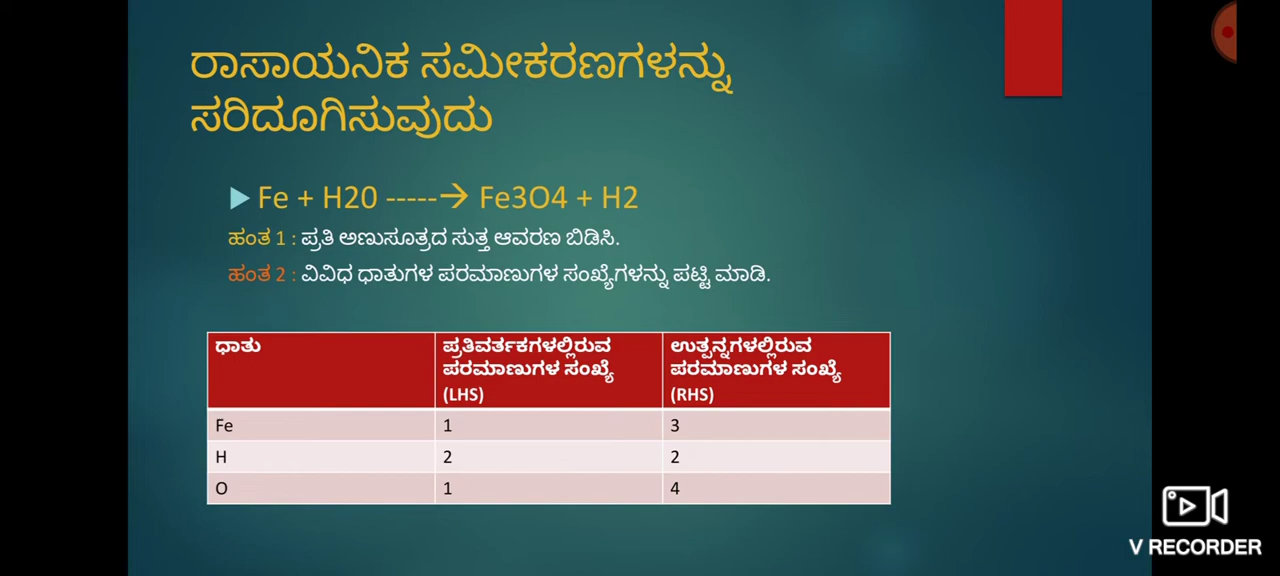 ರಾಸಾಯನಿಕ ಸಮೀಕರಣಗಳನ್ನು
ಸರಿದೂಗಿಸುವುದು
Fe + H20 -----→ Fe3O4 + H2
ಹಂತ 1 : ಪ್ರತಿ ಅಣುಸೂತ್ರದ ಸುತ್ತ ಆವರಣ ಬಿಡಿಸಿ.
ಹಂತ 2 : ವಿವಿಧ ಧಾತುಗಳ ಪರಮಾಣುಗಳ ಸಂಖ್ಯೆಗಳನ್ನು ಪಟ್ಟಿ ಮಾಡಿ.
ಧಾತು ಪ್ರತಿವರ್ತಕಗಳಲ್ಲಿರುವ ಉತ್ಪನ್ನಗಳಲ್ಲಿರುವ
ಪರಮಾಣುಗಳ ಸಂಖ್ಯೆ ಪರಮಾಣುಗಳ ಸಂಖ್ಯೆ
(LHS) (RHS)
Fe 1 3
H 2 2
O 1 4
V RECORDER